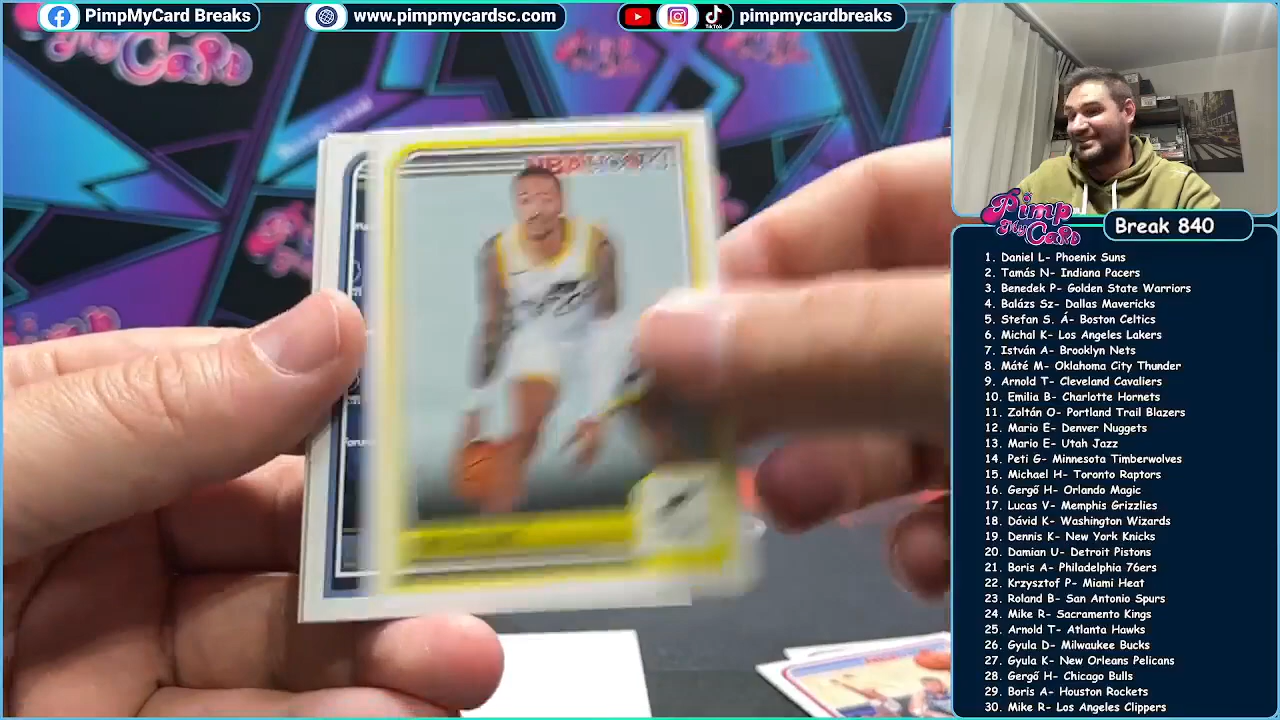 PimpMyCard Breaks
www.pimpmycardsc.com
pimpmycardbreaks
TikTok
Pimp
My
Card
Break 840
1. Daniel L- Phoenix Suns
2. Tamás N- Indiana Pacers
3. Benedek P- Golden State Warriors
4. Balázs Sz- Dallas Mavericks
5. Stefan S. Á- Boston Celtics
6. Michal K- Los Angeles Lakers
7. István A- Brooklyn Nets
8. Máté M- Oklahoma City Thunder
9. Arnold T- Cleveland Cavaliers
10. Emilia B- Charlotte Hornets
11. Zoltán O- Portland Trail Blazers
12. Mario E- Denver Nuggets
13. Mario E- Utah Jazz
14. Peti G- Minnesota Timberwolves
15. Michael H- Toronto Raptors
16. Gergő H- Orlando Magic
17. Lucas V- Memphis Grizzlies
18. Dávid K- Washington Wizards
19. Dennis K- New York Knicks
20. Damian U- Detroit Pistons
21. Boris A- Philadelphia 76ers
22. Krzysztof P- Miami Heat
23. Roland B- San Antonio Spurs
24. Mike R- Sacramento Kings
25. Arnold T- Atlanta Hawks
26. Gyula D- Milwaukee Bucks
27. Gyula K- New Orleans Pelicans
28. Gergő H- Chicago Bulls
29. Boris A- Houston Rockets
30. Mike R- Los Angeles Clippers